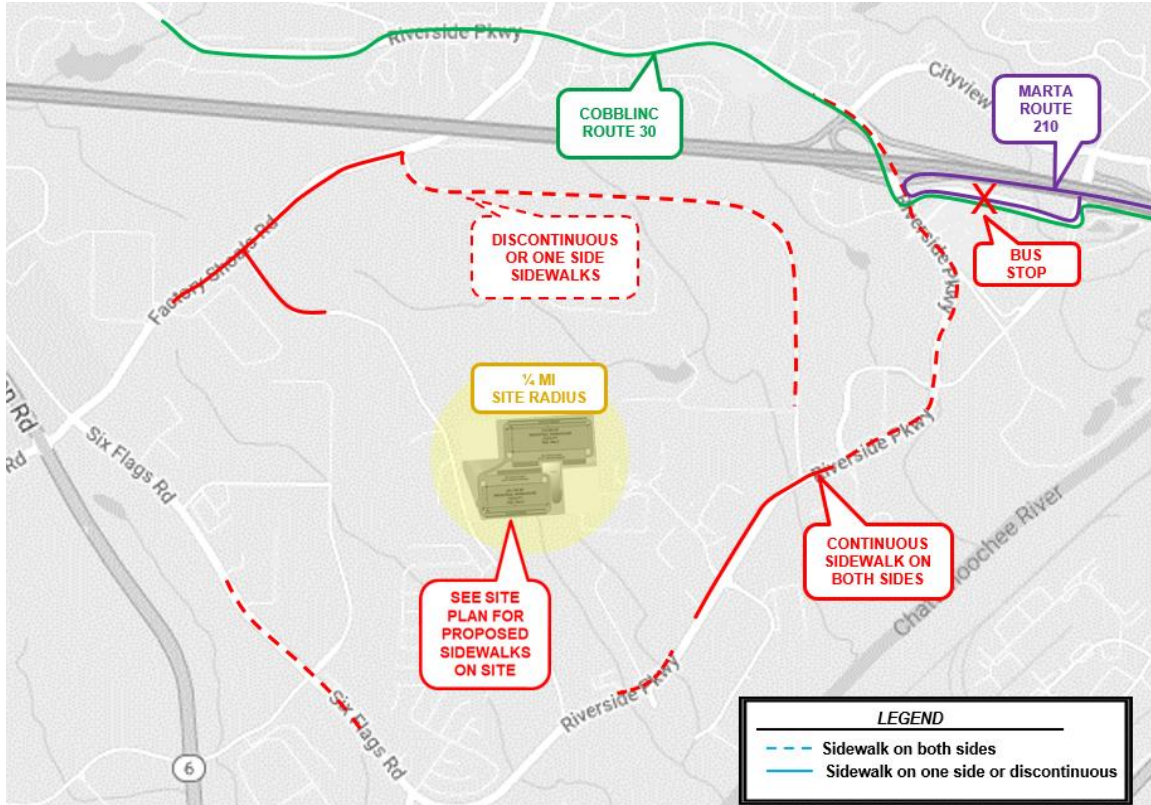 Riverside Pkwy
Cityview
COBBLINC
ROUTE 30
MARTA
ROUTE
210
Factory Shoals Rd
DISCONTINUOUS
OR ONE SIDE
SIDEWALKS
Riverside Pkwy
BUS
STOP
¼ MI
SITE RADIUS
Rd
Six Flags Rd
Riverside Pkwy
CONTINUOUS
SIDEWALK ON
BOTH SIDES
Chattahoochee River
SEE SITE
PLAN FOR
PROPOSED
SIDEWALKS
ON SITE
Riverside Pkwy
Six Flags Rd
6
LEGEND
Sidewalk on both sides
Sidewalk on one side or discontinuous